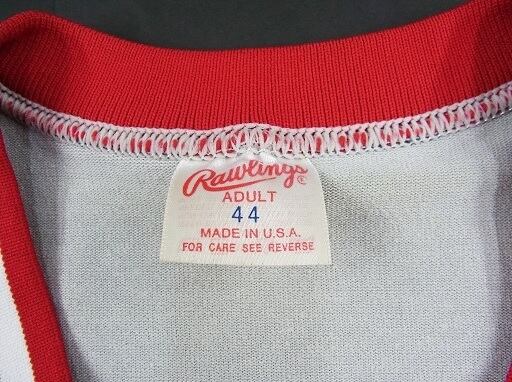 Rawlings
ADULT
44
MADE IN U.S.A.
FOR CARE SEE REVERSE